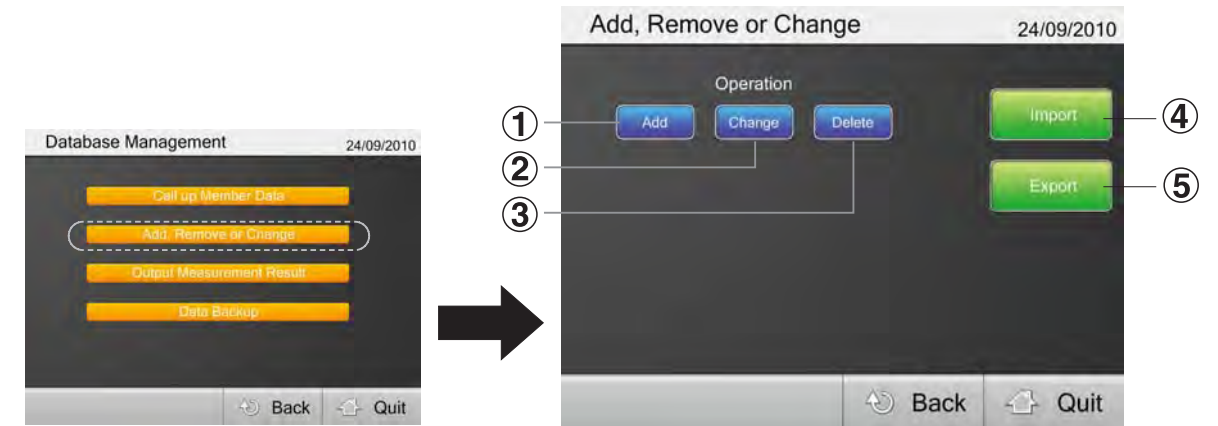 Database Management
24/09/2010
Call up Member Data
Add, Remove or Change
Output Measurement Result
Data Backup
Back
Quit
Add, Remove or Change
24/09/2010
Operation
① Add
② Change
③ Delete
Import ④
Export ⑤
Back
Quit